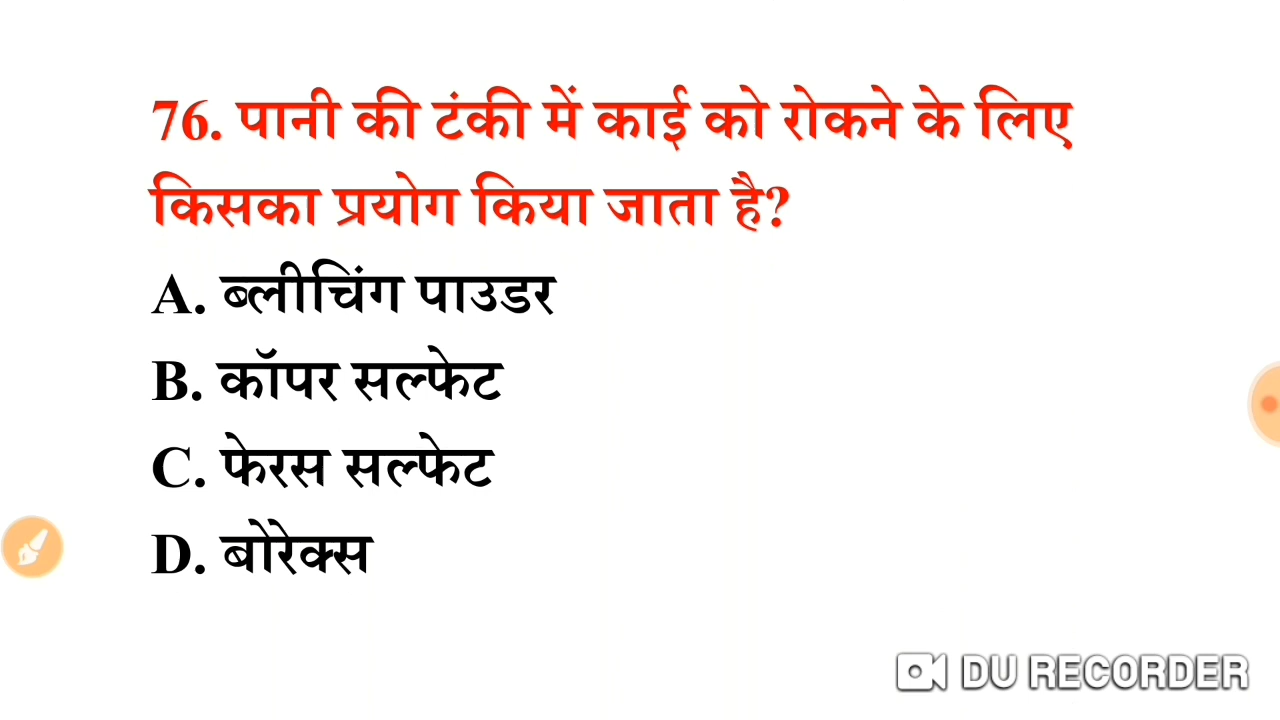 76. पानी की टंकी में काई को रोकने के लिए
किसका प्रयोग किया जाता है?
A. ब्लीचिंग पाउडर
B. कॉपर सल्फेट
C. फेरस सल्फेट
D. बोरेक्स
DU RECORDER